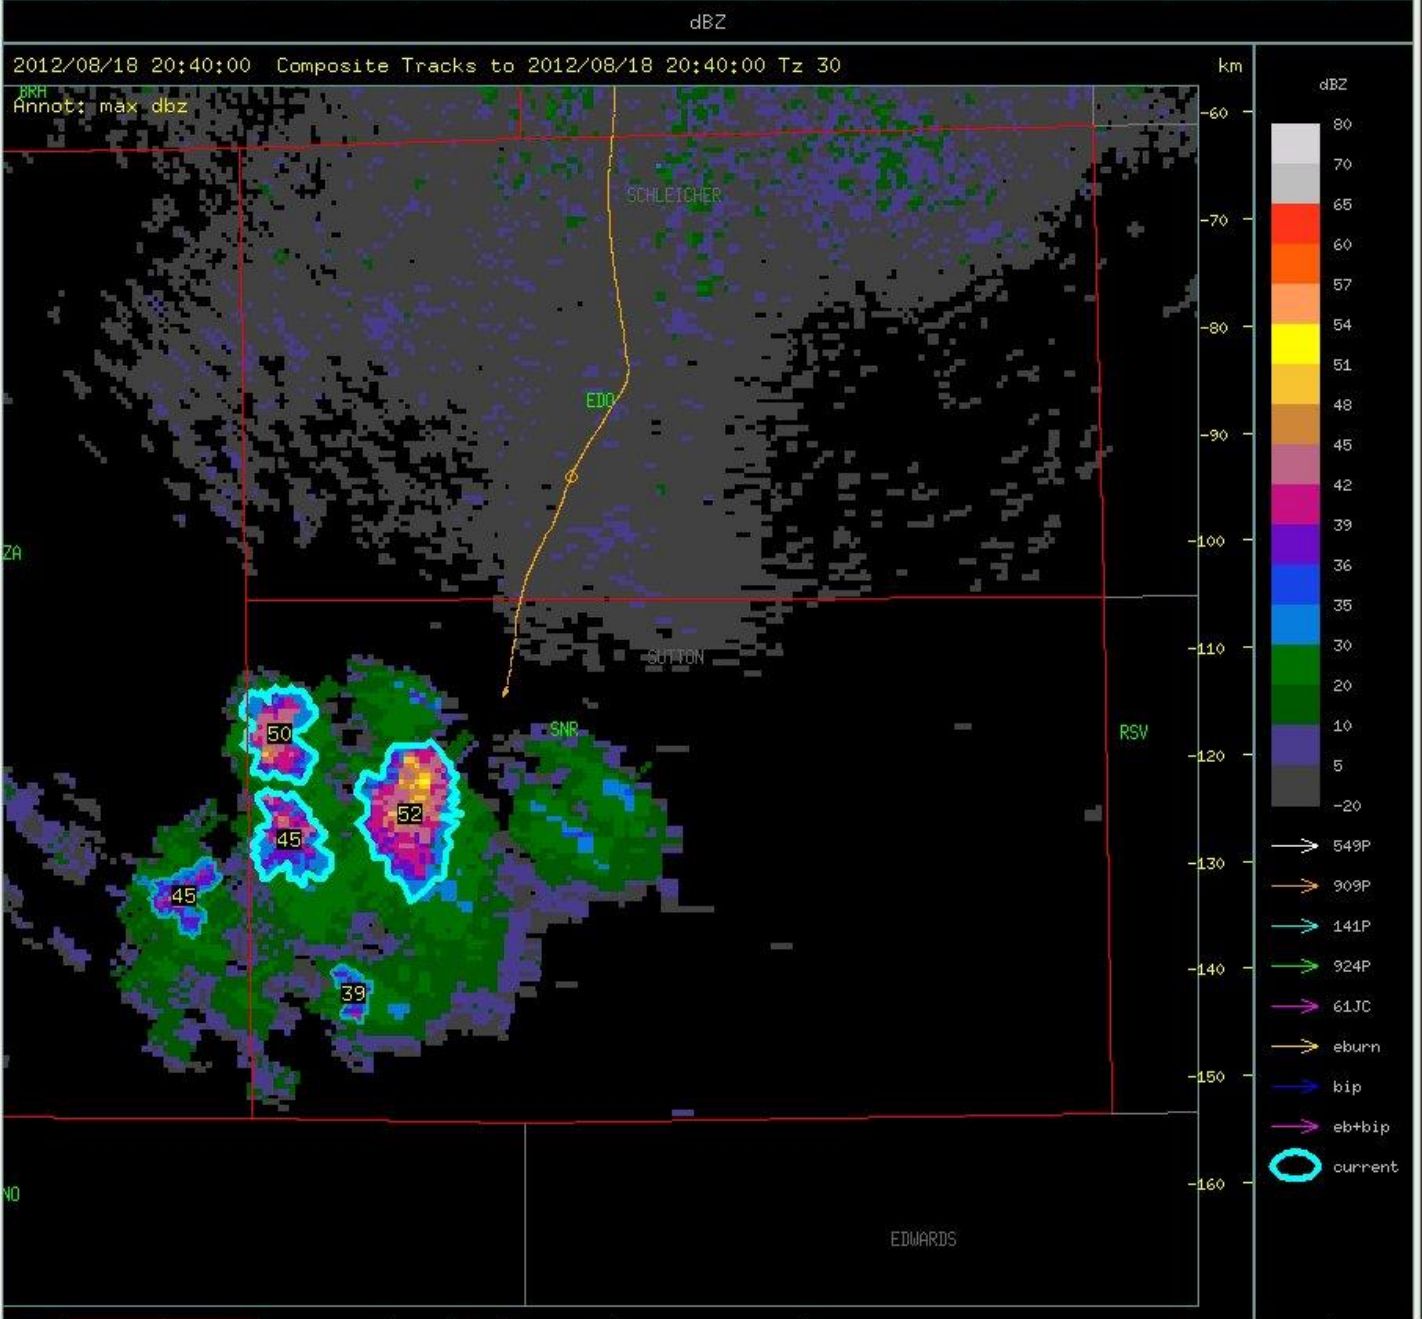 dBZ
2012/08/18 20:40:00 Composite Tracks to 2012/08/18 20:40:00 Tz 30 km
BRA
Annot: max dbz
SCHLEICHER
EDO
ZA
SUTTON
SNR
RSV
50
52
45
45
39
NO
EDWARDS
-60
-70
-80
-90
-100
-110
-120
-130
-140
-150
-160
dBZ
80
70
65
60
57
54
51
48
45
42
39
36
35
30
20
10
5
-20
549P
909P
141P
924P
61JC
eburn
bip
eb+bip
current